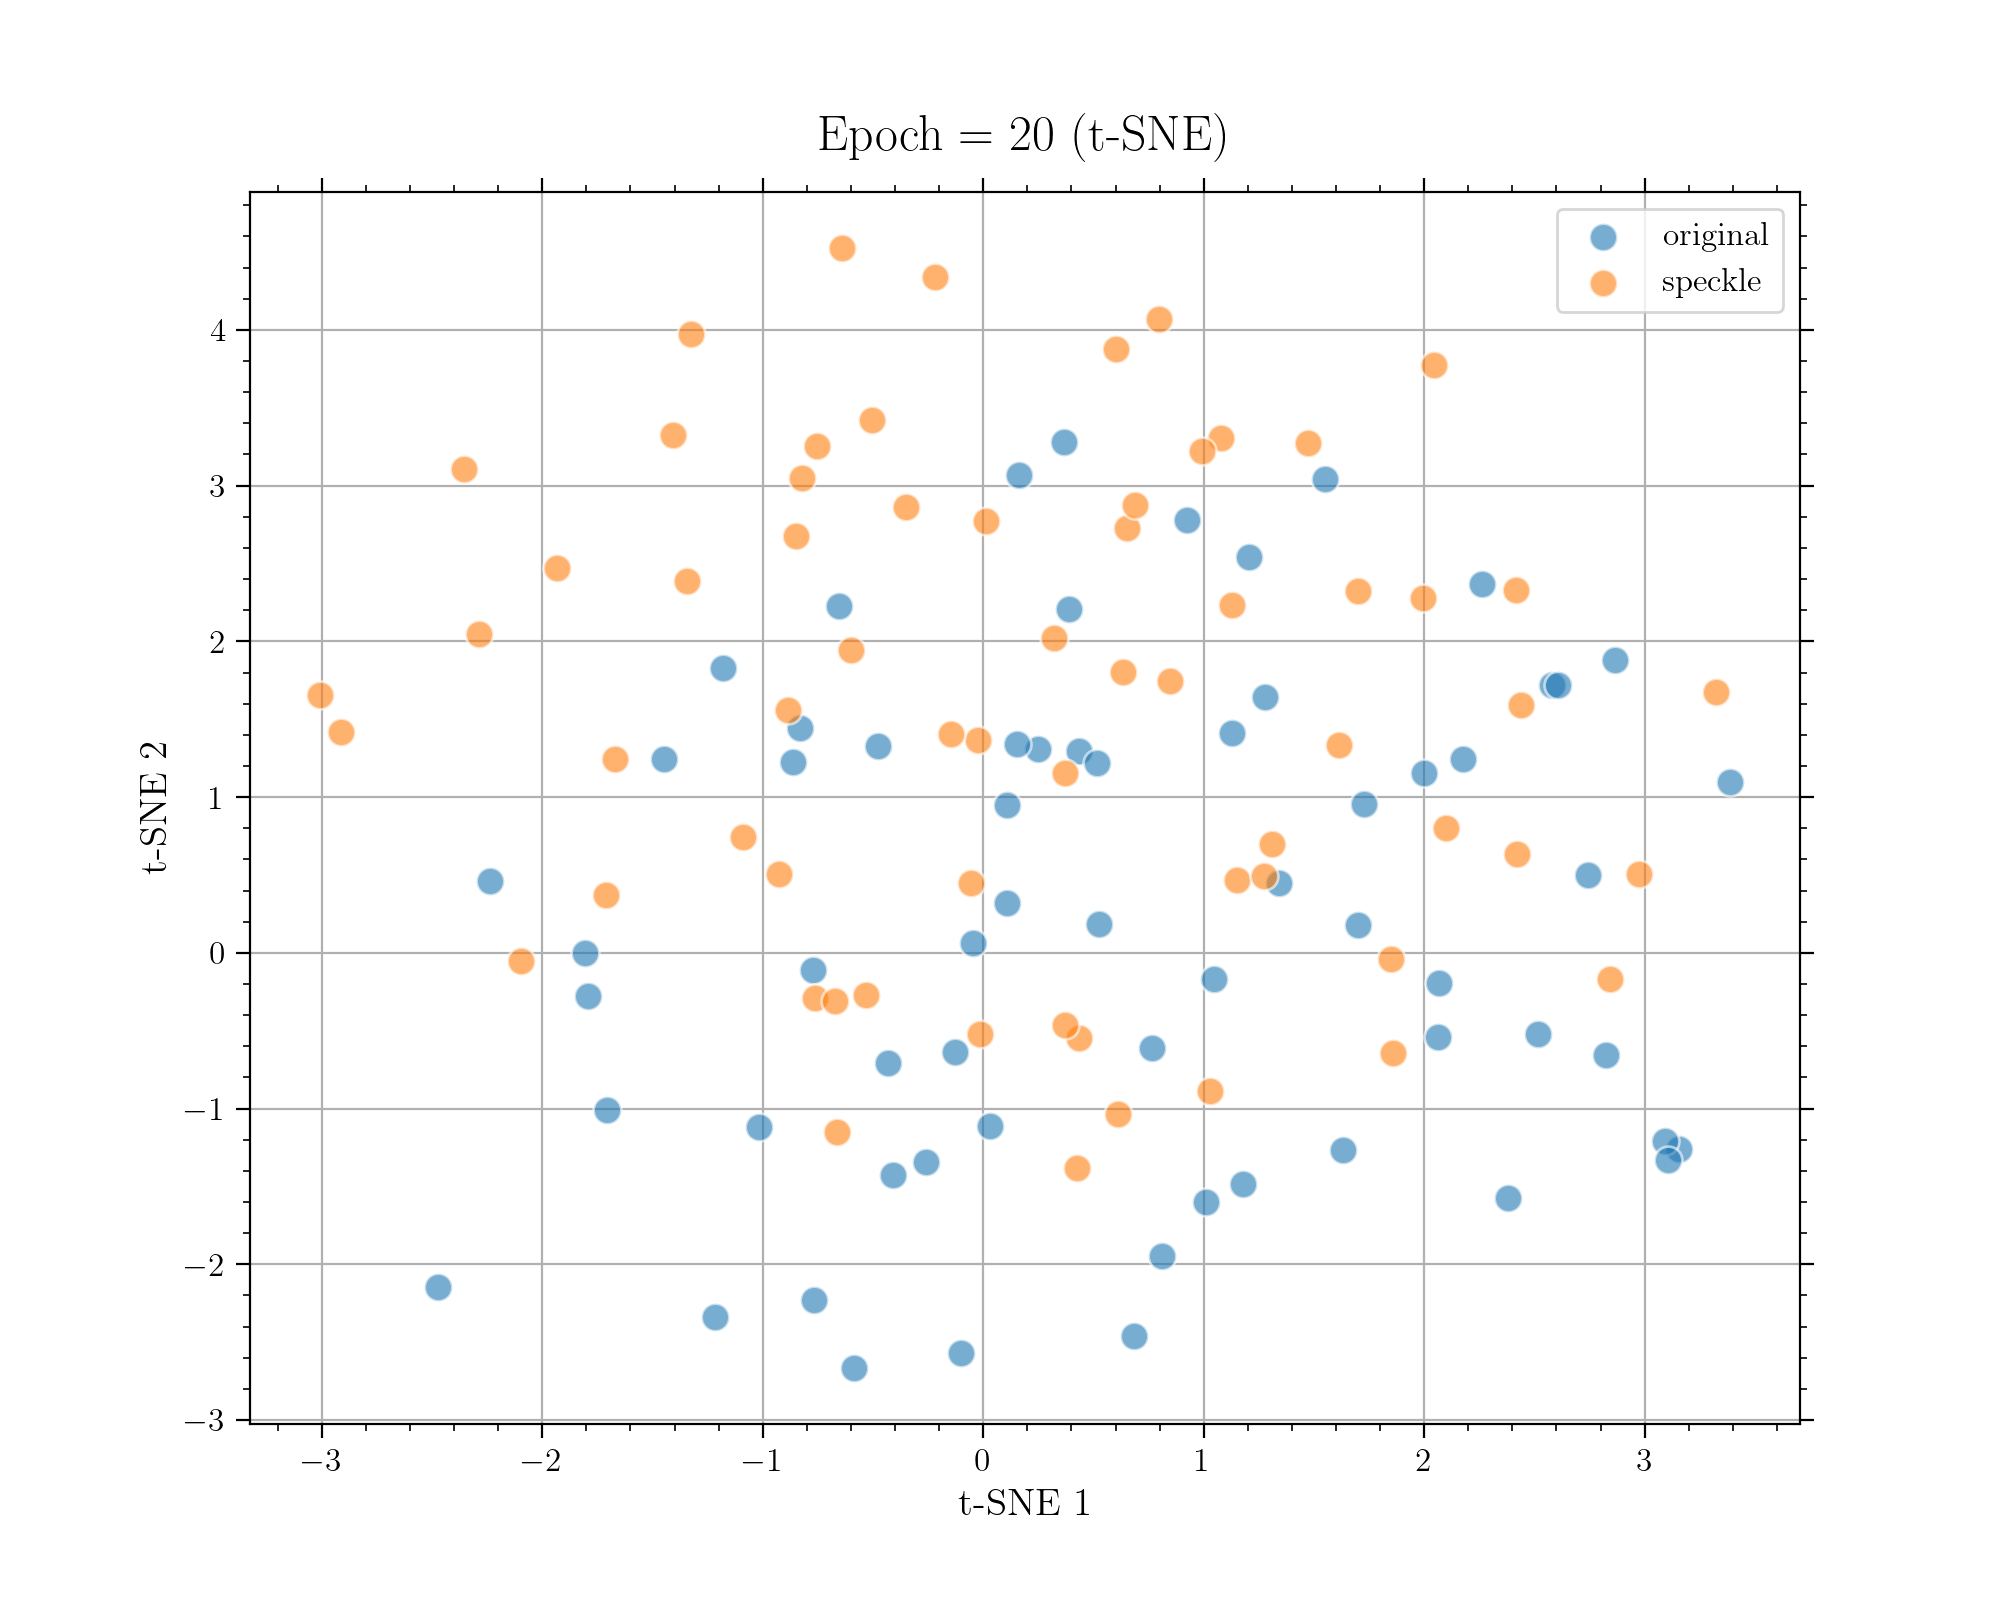 Epoch = 20 (t-SNE)
original
speckle
4
3
2
1
0
−1
−2
−3
t-SNE 2
−3 −2 −1 0 1 2 3
t-SNE 1